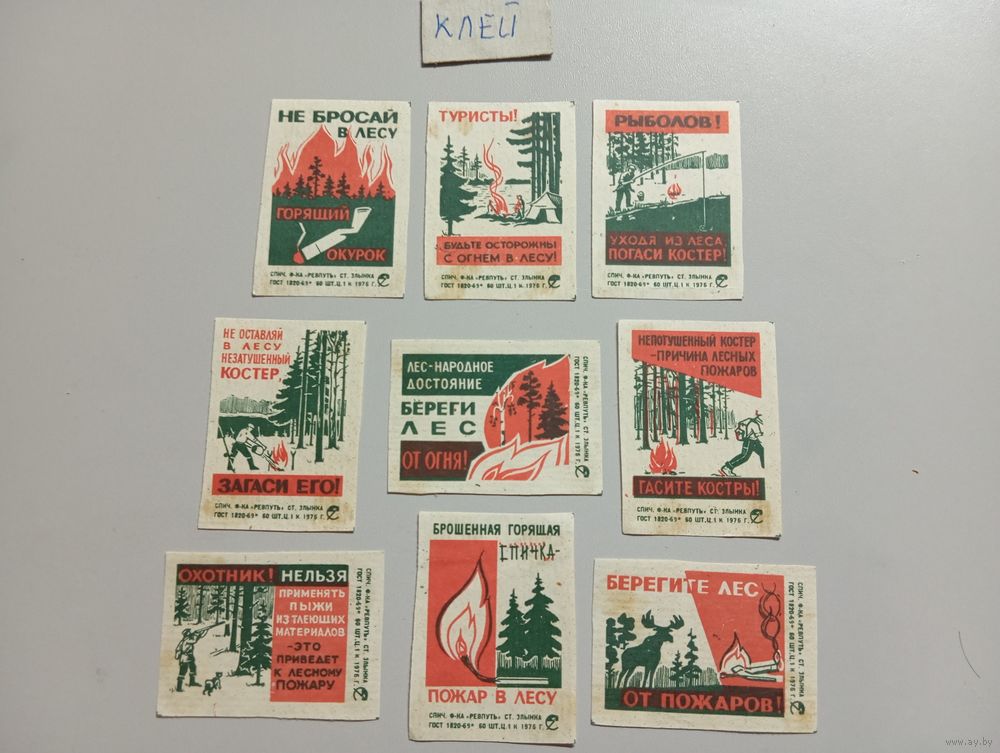 КЛЕЙ
НЕ БРОСАЙ
В ЛЕСУ
ГОРЯЩИЙ
ОКУРОК
СПИЧ. Ф-КА «РЕВПУТЬ» СТ. ЗЛЫНКА
ГОСТ 1820-69* 60 ШТ.Ц.1 К 1976 Г.
ТУРИСТЫ!
БУДЬТЕ ОСТОРОЖНЫ
С ОГНЕМ В ЛЕСУ!
СПИЧ. Ф-КА «РЕВПУТЬ» СТ. ЗЛЫНКА
ГОСТ 1820-69* 60 ШТ.Ц.1 К 1976 Г.
РЫБОЛОВ!
УХОДЯ ИЗ ЛЕСА,
ПОГАСИ КОСТЕР!
СПИЧ. Ф-КА «РЕВПУТЬ» СТ. ЗЛЫНКА
ГОСТ 1820-69* 60 ШТ.Ц.1 К 1976 Г.
НЕ ОСТАВЛЯЙ
В ЛЕСУ
НЕЗАТУШЕННЫЙ
КОСТЕР,
ЗАГАСИ ЕГО!
СПИЧ. Ф-КА «РЕВПУТЬ» СТ. ЗЛЫНКА
ГОСТ 1820-69* 60 ШТ.Ц.1 К 1976 Г.
ЛЕС-НАРОДНОЕ
ДОСТОЯНИЕ
БЕРЕГИ
ЛЕС
ОТ ОГНЯ!
СПИЧ. Ф-КА «РЕВПУТЬ» СТ. ЗЛЫНКА
ГОСТ 1820-69* 60 ШТ.Ц.1 К 1976 Г.
НЕПОТУШЕННЫЙ КОСТЕР
-ПРИЧИНА ЛЕСНЫХ
ПОЖАРОВ
ГАСИТЕ КОСТРЫ!
СПИЧ. Ф-КА «РЕВПУТЬ» СТ. ЗЛЫНКА
ГОСТ 1820-69* 60 ШТ.Ц.1 К 1976 Г.
ОХОТНИК! НЕЛЬЗЯ
ПРИМЕНЯТЬ
ПЫЖИ
ИЗ ТЛЕЮЩИХ
МАТЕРИАЛОВ
-ЭТО
ПРИВЕДЕТ
К ЛЕСНОМУ
ПОЖАРУ
СПИЧ. Ф-КА «РЕВПУТЬ» СТ. ЗЛЫНКА
ГОСТ 1820-69* 60 ШТ.Ц.1 К 1976 Г.
БРОШЕННАЯ ГОРЯЩАЯ
СПИЧКА-
ПОЖАР В ЛЕСУ
СПИЧ. Ф-КА «РЕВПУТЬ» СТ. ЗЛЫНКА
ГОСТ 1820-69* 60 ШТ.Ц.1 К 1976 Г.
БЕРЕГИТЕ ЛЕС
ОТ ПОЖАРОВ!
СПИЧ. Ф-КА «РЕВПУТЬ» СТ. ЗЛЫНКА
ГОСТ 1820-69* 60 ШТ.Ц.1 К 1976 Г.
www.ay.by